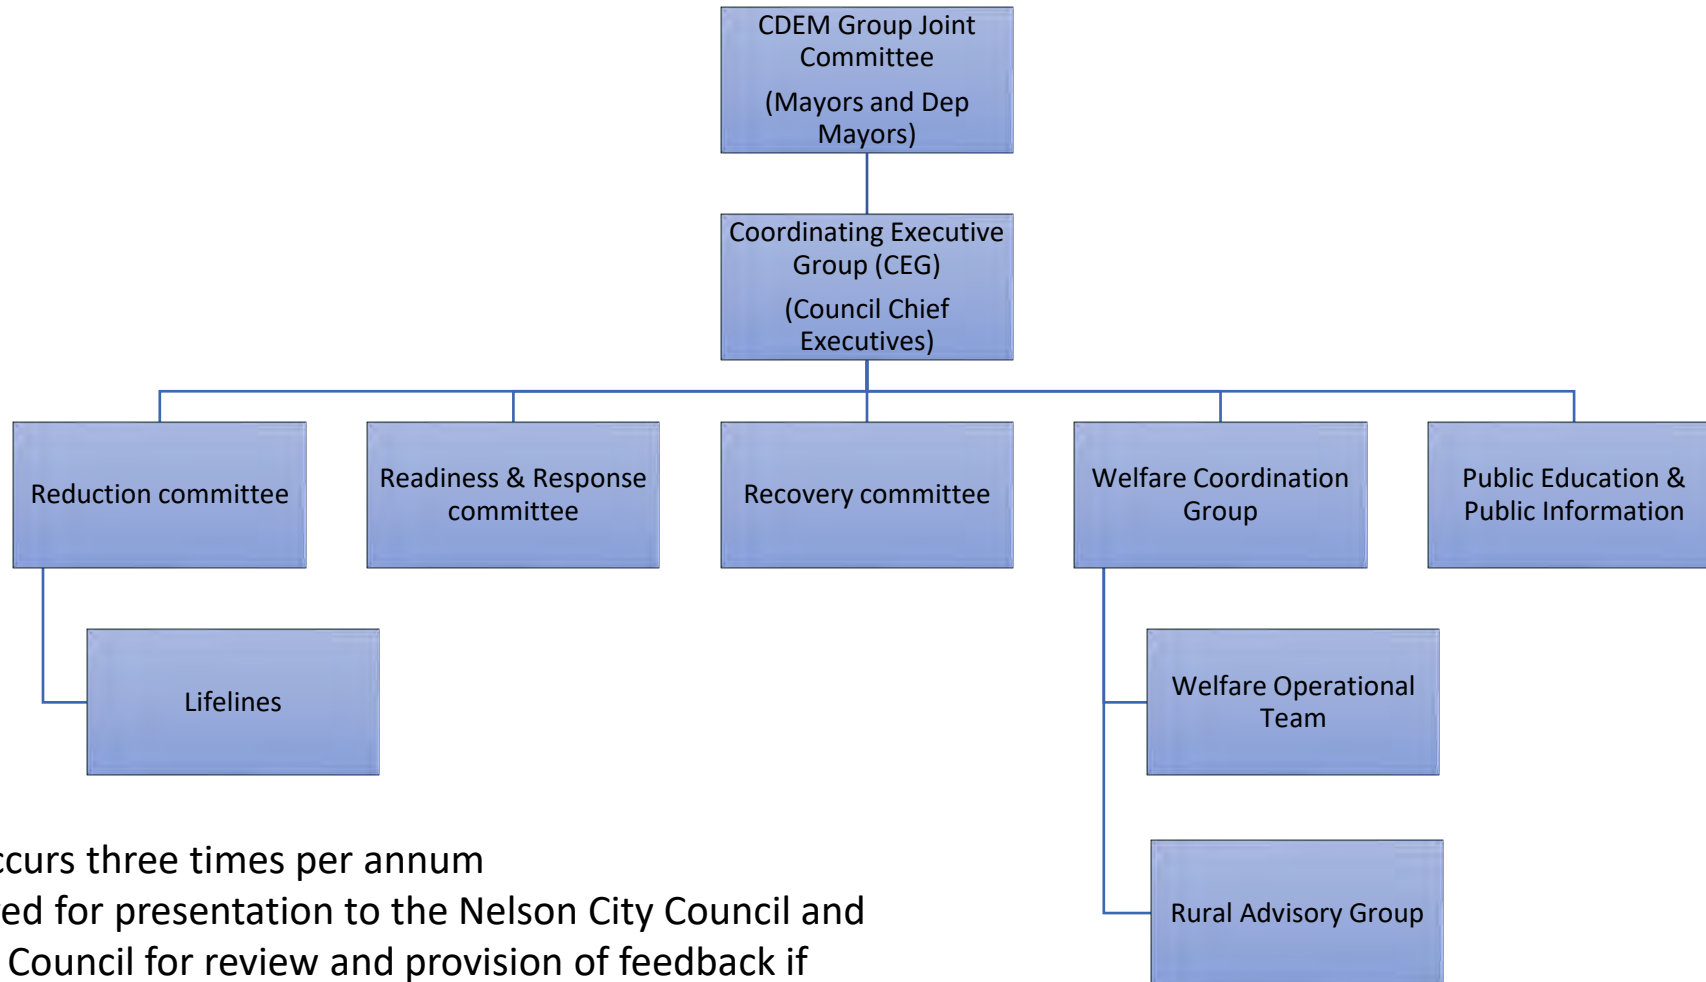 CDEM Group Joint
Committee
(Mayors and Dep
Mayors)
Coordinating Executive
Group (CEG)
(Council Chief
Executives)
Reduction committee
Readiness & Response
committee
Recovery committee
Welfare Coordination
Group
Public Education &
Public Information
Lifelines
Welfare Operational
Team
Rural Advisory Group
three times per annum
for presentation to the Nelson City Council and
Council for review and provision of feedback if